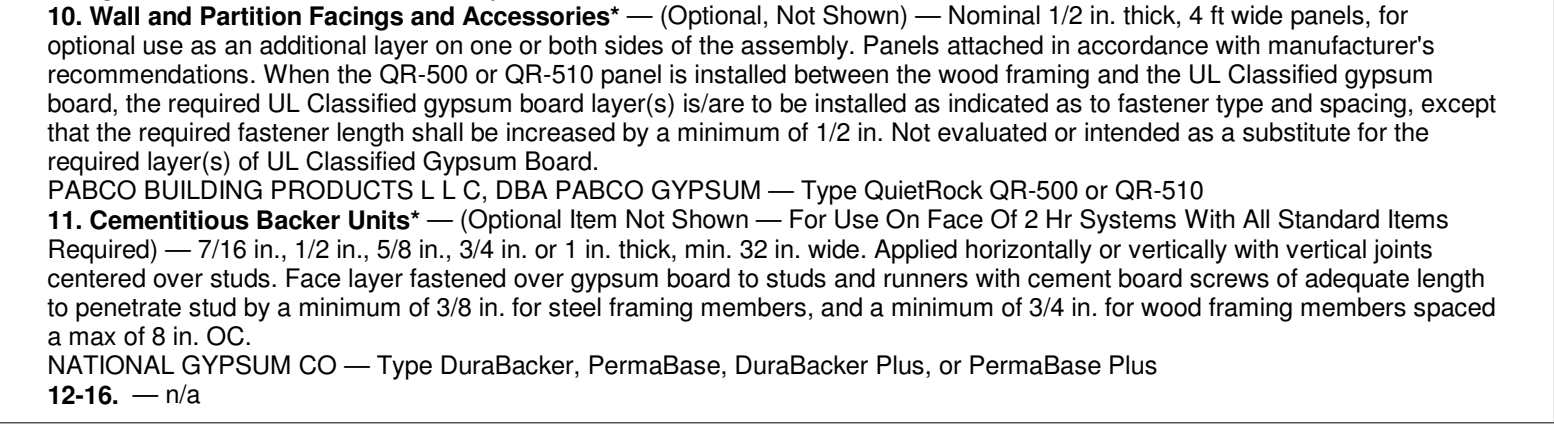 10. Wall and Partition Facings and Accessories* — (Optional, Not Shown) — Nominal 1/2 in. thick, 4 ft wide panels, for
optional use as an additional layer on one or both sides of the assembly. Panels attached in accordance with manufacturer's
recommendations. When the QR-500 or QR-510 panel is installed between the wood framing and the UL Classified gypsum
board, the required UL Classified gypsum board layer(s) is/are to be installed as indicated as to fastener type and spacing, except
that the required fastener length shall be increased by a minimum of 1/2 in. Not evaluated or intended as a substitute for the
required layer(s) of UL Classified Gypsum Board.
PABCO BUILDING PRODUCTS L L C, DBA PABCO GYPSUM — Type QuietRock QR-500 or QR-510
11. Cementitious Backer Units* — (Optional Item Not Shown — For Use On Face Of 2 Hr Systems With All Standard Items
Required) — 7/16 in., 1/2 in., 5/8 in., 3/4 in. or 1 in. thick, min. 32 in. wide. Applied horizontally or vertically with vertical joints
centered over studs. Face layer fastened over gypsum board to studs and runners with cement board screws of adequate length
to penetrate stud by a minimum of 3/8 in. for steel framing members, and a minimum of 3/4 in. for wood framing members spaced
a max of 8 in. OC.
NATIONAL GYPSUM CO — Type DuraBacker, PermaBase, DuraBacker Plus, or PermaBase Plus
12-16. — n/a